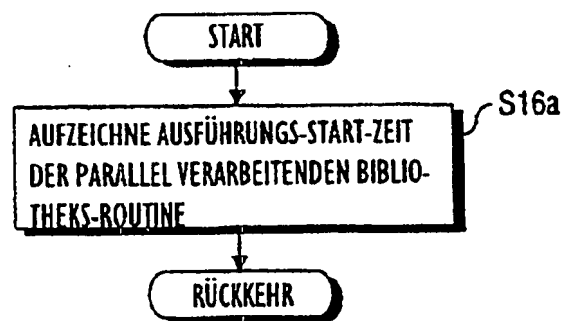 START
AUFZEICHNE AUSFÜHRUNGS-START-ZEIT
DER PARALLEL VERARBEITENDEN BIBLIO-
THEKS-ROUTINE
S16a
RÜCKKEHR